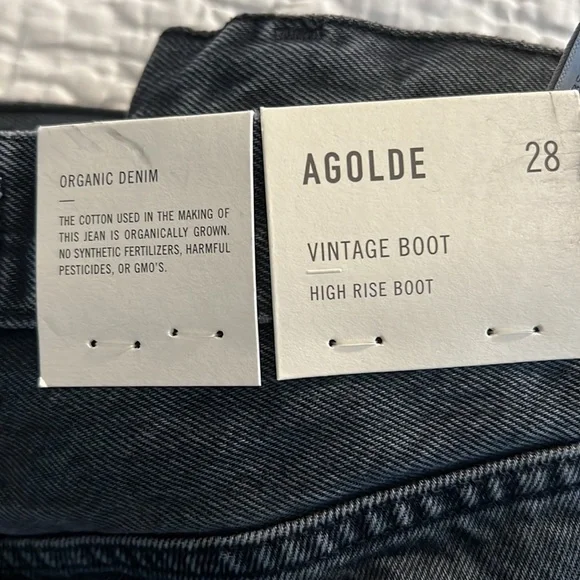 ORGANIC DENIM
THE COTTON USED IN THE MAKING OF
THIS JEAN IS ORGANICALLY GROWN.
NO SYNTHETIC FERTILIZERS, HARMFUL
PESTICIDES, OR GMO'S.
AGOLDE 28
VINTAGE BOOT
HIGH RISE BOOT